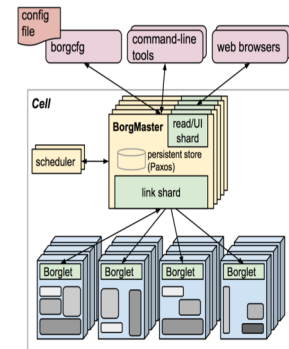 config
file
borgcfg
command-line
tools
web browsers
Cell
BorgMaster
read/UI
shard
persistent store
(Paxos)
scheduler
link shard
Borglet
Borglet
Borglet
Borglet